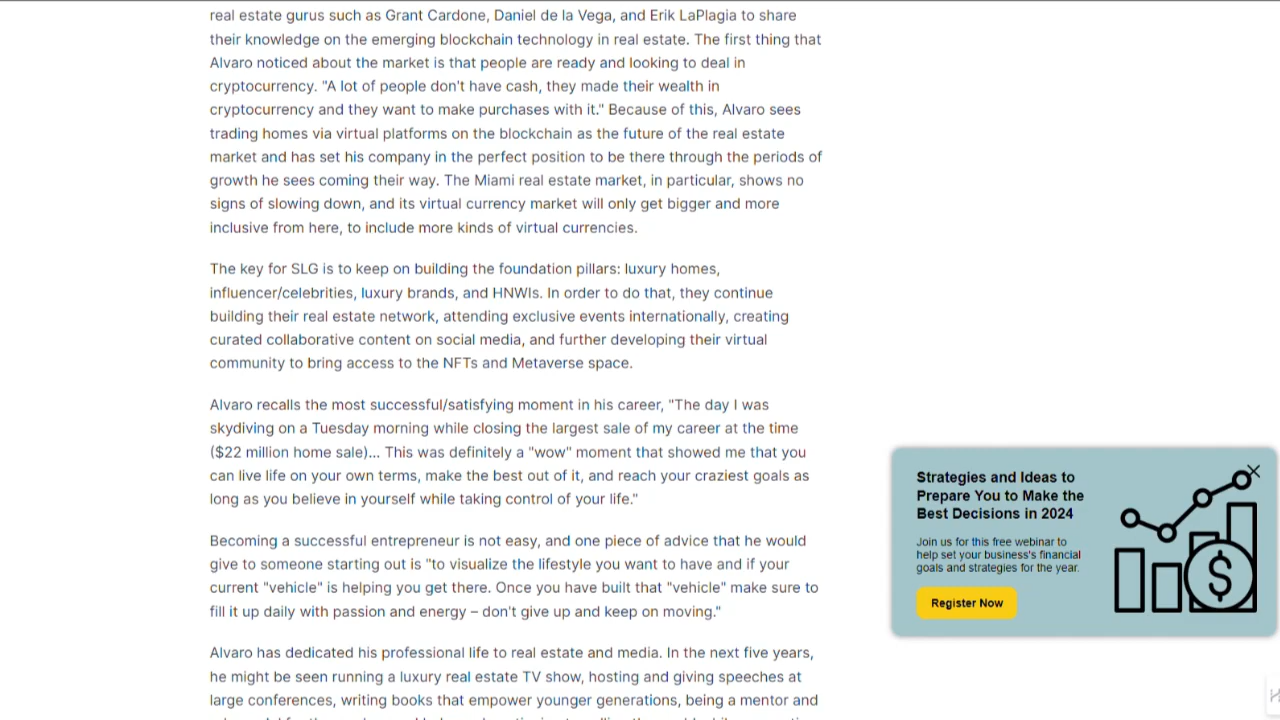 real estate gurus such as Grant Cardone, Daniel de la Vega, and Erik LaPlagia to share
their knowledge on the emerging blockchain technology in real estate. The first thing that
Alvaro noticed about the market is that people are ready and looking to deal in
cryptocurrency. "A lot of people don't have cash, they made their wealth in
cryptocurrency and they want to make purchases with it." Because of this, Alvaro sees
trading homes via virtual platforms on the blockchain as the future of the real estate
market and has set his company in the perfect position to be there through the periods of
growth he sees coming their way. The Miami real estate market, in particular, shows no
signs of slowing down, and its virtual currency market will only get bigger and more
inclusive from here, to include more kinds of virtual currencies.
The key for SLG is to keep on building the foundation pillars: luxury homes,
influencer/celebrities, luxury brands, and HNWIs. In order to do that, they continue
building their real estate network, attending exclusive events internationally, creating
curated collaborative content on social media, and further developing their virtual
community to bring access to the NFTs and Metaverse space.
Alvaro recalls the most successful/satisfying moment in his career, "The day I was
skydiving on a Tuesday morning while closing the largest sale of my career at the time
($22 million home sale)... This was definitely a "wow" moment that showed me that you
can live life on your own terms, make the best out of it, and reach your craziest goals as
long as you believe in yourself while taking control of your life."
Becoming a successful entrepreneur is not easy, and one piece of advice that he would
give to someone starting out is "to visualize the lifestyle you want to have and if your
current "vehicle" is helping you get there. Once you have built that "vehicle" make sure to
fill it up daily with passion and energy – don't give up and keep on moving."
Alvaro has dedicated his professional life to real estate and media. In the next five years,
he might be seen running a luxury real estate TV show, hosting and giving speeches at
large conferences, writing books that empower younger generations, being a mentor and
Strategies and Ideas to
Prepare You to Make the
Best Decisions in 2024
Join us for this free webinar to
help set your business's financial
goals and strategies for the year.
Register Now
$